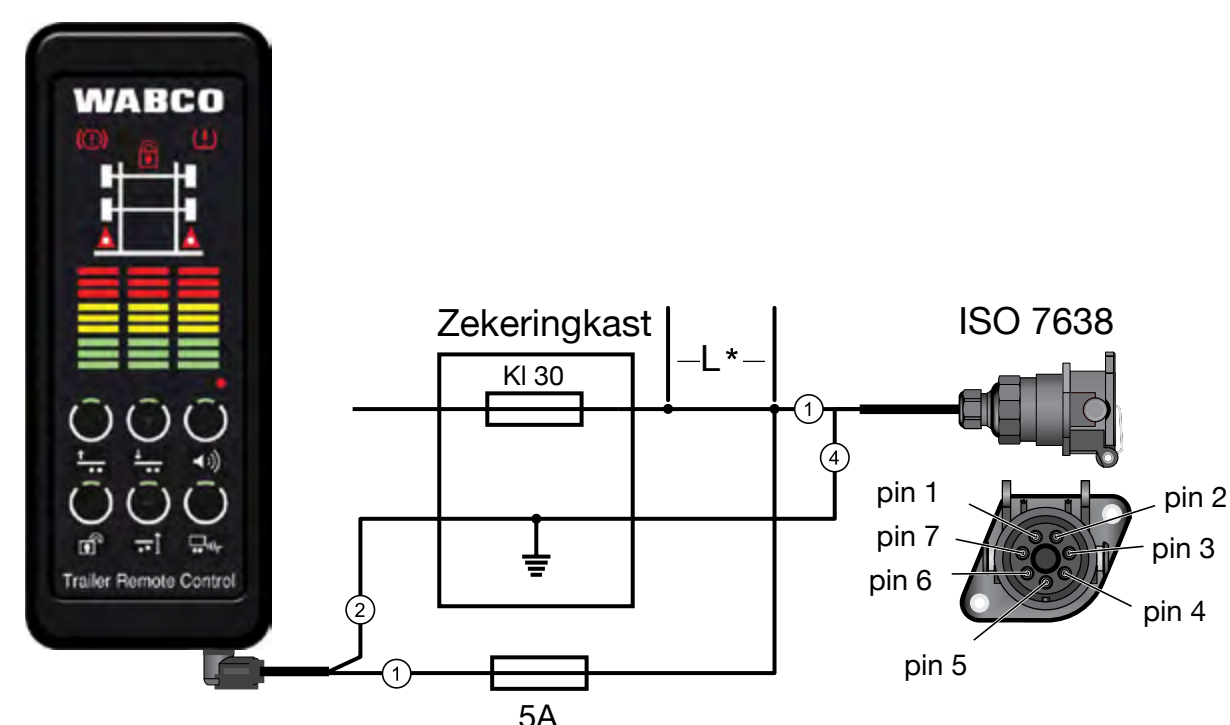 WABCO
Trailer Remote Control
Zekeringkast
Kl 30
L*
1
4
2
1
5A
ISO 7638
pin 1
pin 2
pin 7
pin 3
pin 6
pin 4
pin 5